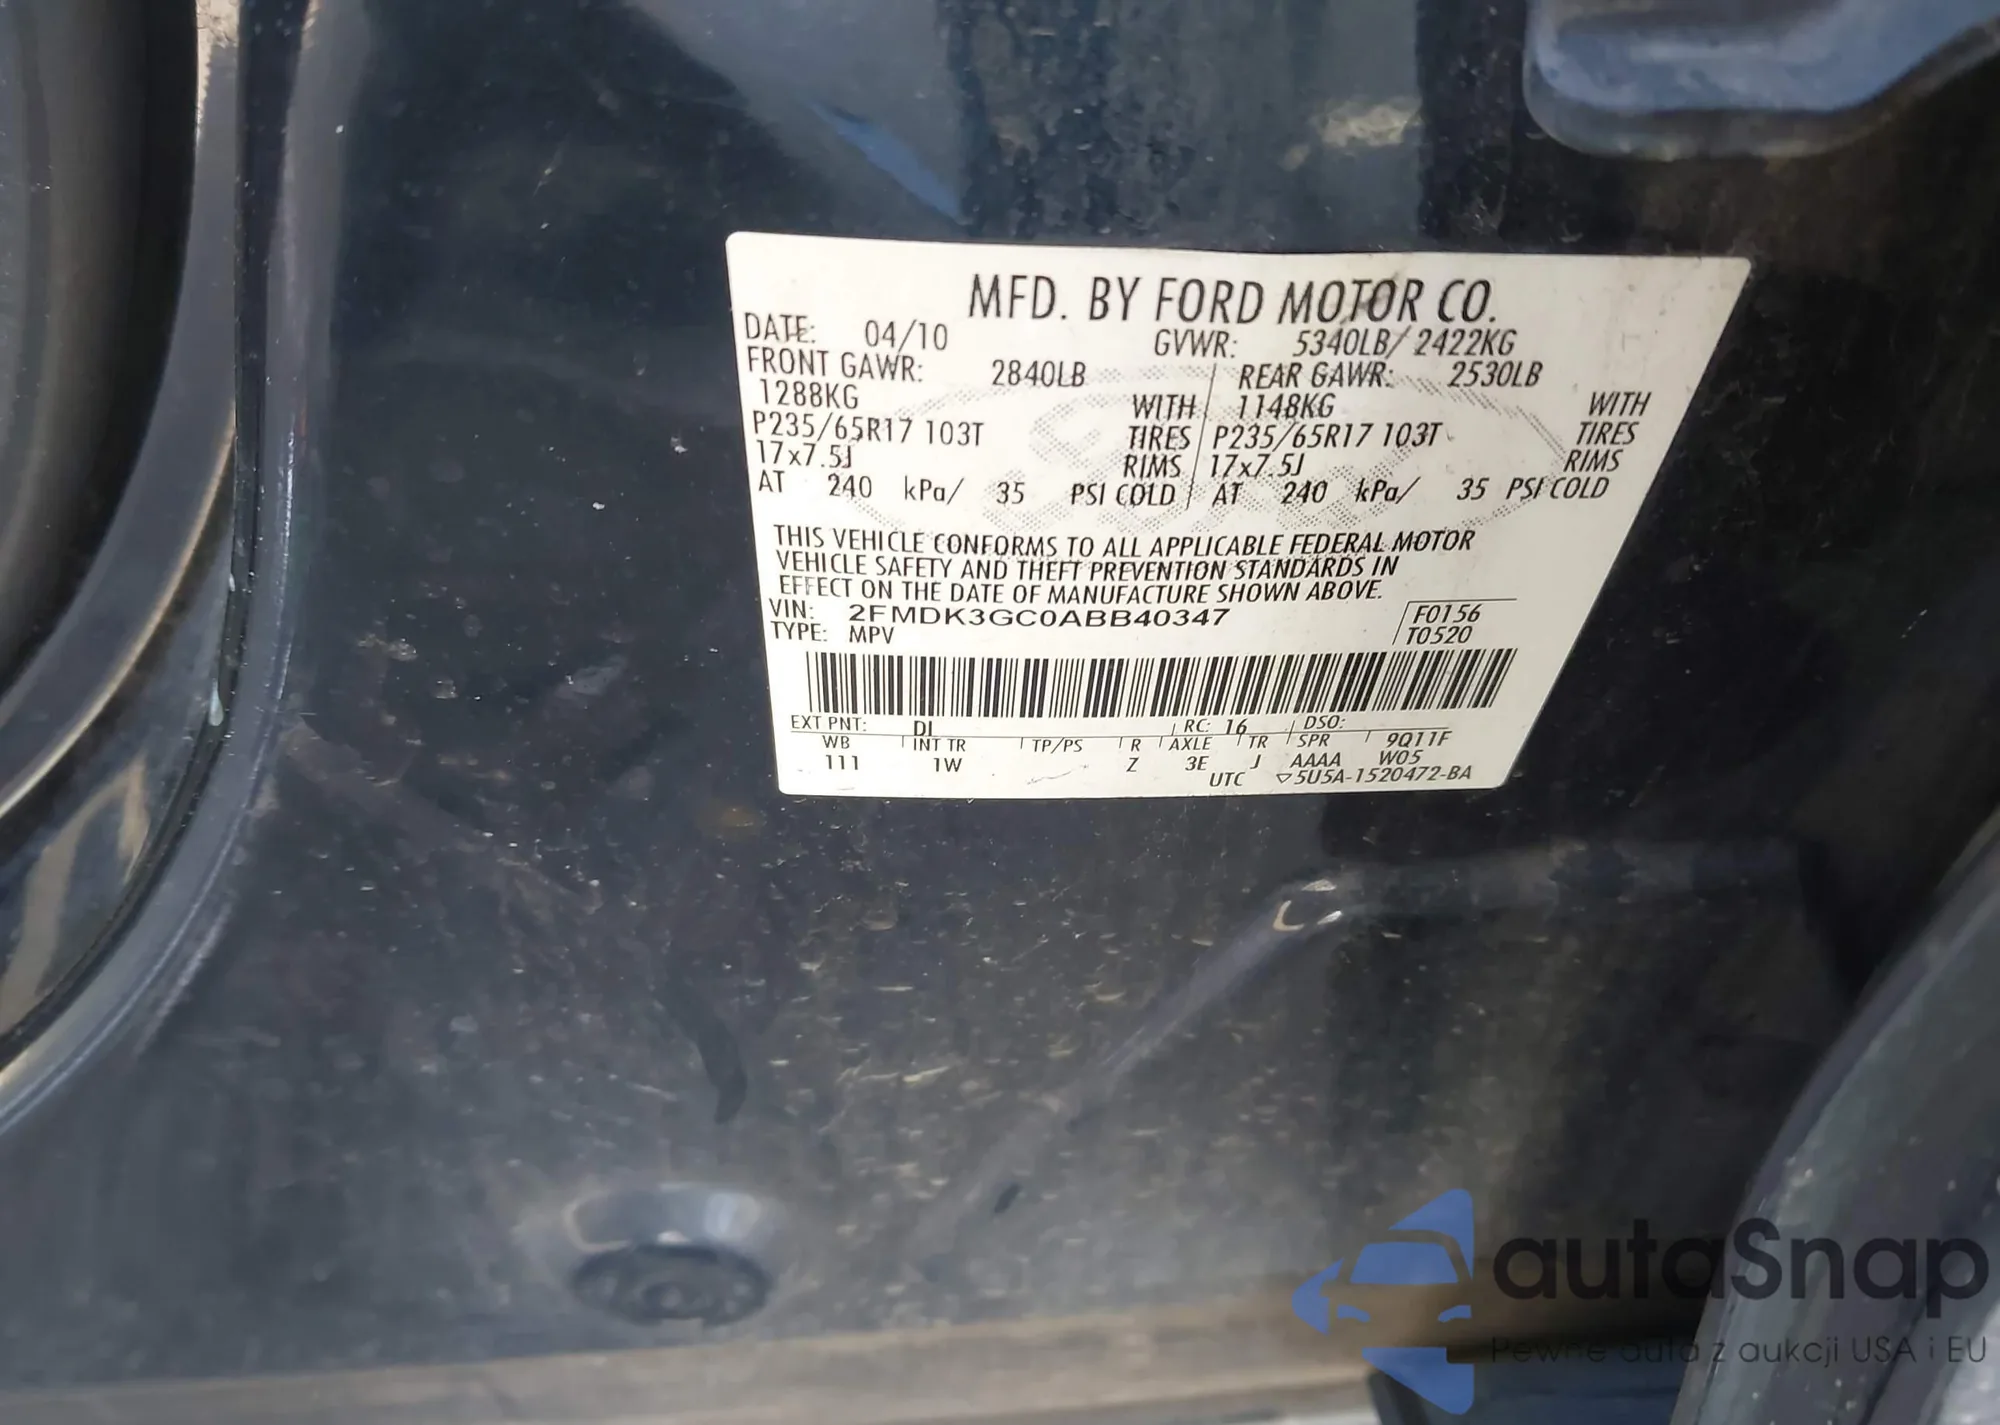 MFD. BY FORD MOTOR CO.
DATE: 04/10 GVWR: 5340LB/ 2422KG
FRONT GAWR: 2840LB REAR GAWR: 2530LB
1288KG WITH 1148KG WITH
P235/65R17 103T TIRES P235/65R17 103T TIRES
17x7.5J RIMS 17x7.5J RIMS
AT 240 kPa/ 35 PSI COLD AT 240 kPa/ 35 PSI COLD
THIS VEHICLE CONFORMS TO ALL APPLICABLE FEDERAL MOTOR
VEHICLE SAFETY AND THEFT PREVENTION STANDARDS IN
EFFECT ON THE DATE OF MANUFACTURE SHOWN ABOVE.
VIN: 2FMDK3GC0ABB40347 F0156
TYPE: MPV T0520
EXT PNT: DI RC: 16 DSO:
WB INT TR TP/PS R AXLE TR SPR 9Q11F
111 1W Z 3E J AAAA W05
UTC ▽5U5A-1520472-BA
autaSnap
Pewne auta z aukcji USA i EU